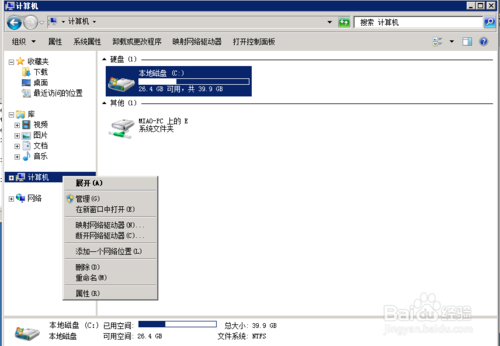 计算机
计算机
搜索 计算机
组织
属性
系统属性
卸载或更改程序
映射网络驱动器
打开控制面板
收藏夹
下载
桌面
最近访问的位置
库
视频
图片
文档
音乐
计算机
网络
硬盘 (1)
本地磁盘 (C:)
26.4 GB 可用，共 39.9 GB
其他 (1)
MIAO-PC 上的 E
系统文件夹
展开(A)
管理(G)
在新窗口中打开(E)
映射网络驱动器(N)...
断开网络驱动器(C)...
添加一个网络位置(L)
删除(D)
重命名(M)
属性(R)
本地磁盘 (C:) 已用空间: 总大小: 39.9 GB
本地磁盘 可用空间: 26.4 GB 文件系统: NTFS
Baidu 经验
jingyan.baidu.com